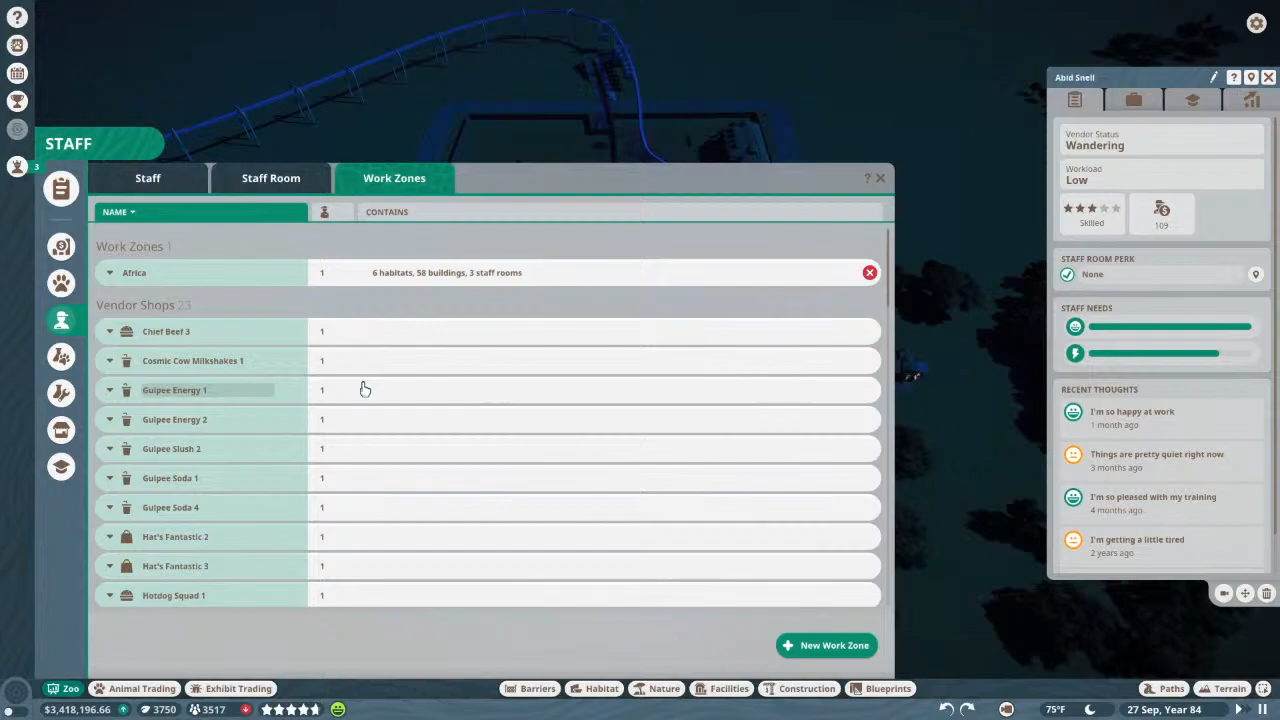 STAFF
3
Staff
Staff Room
Work Zones
?
NAME
CONTAINS
Work Zones 1
Africa
1
6 habitats, 58 buildings, 3 staff rooms
Vendor Shops 23
Chief Beef 3
1
Cosmic Cow Milkshakes 1
1
Gulpee Energy 1
1
Gulpee Energy 2
1
Gulpee Slush 2
1
Gulpee Soda 1
1
Gulpee Soda 4
1
Hat's Fantastic 2
1
Hat's Fantastic 3
1
Hotdog Squad 1
1
New Work Zone
Abid Snell
?
Vendor Status
Wandering
Workload
Low
Skilled
109
STAFF ROOM PERK
None
STAFF NEEDS
RECENT THOUGHTS
I'm so happy at work
1 month ago
Things are pretty quiet right now
3 months ago
I'm so pleased with my training
4 months ago
I'm getting a little tired
2 years ago
Zoo
Animal Trading
Exhibit Trading
Barriers
Habitat
Nature
Facilities
Construction
Blueprints
Paths
Terrain
$3,418,196.66
3750
3517
75°F
27 Sep, Year 84